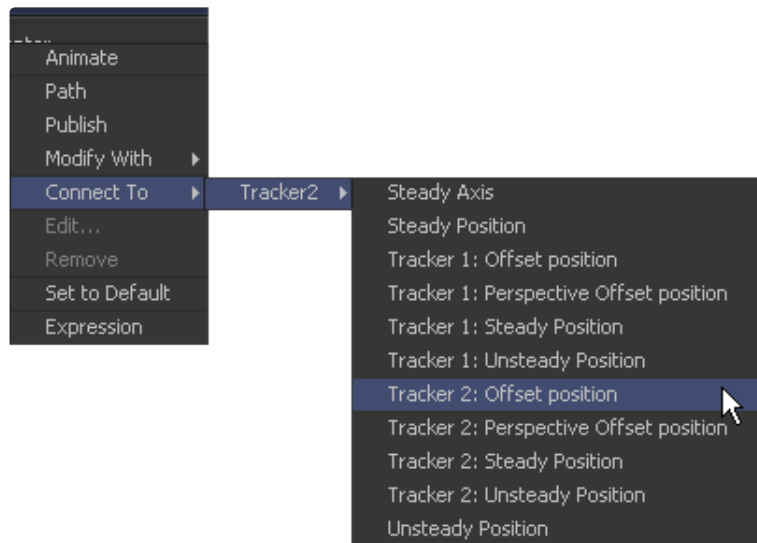 Animate
Path
Publish
Modify With
Connect To
Edit...
Remove
Set to Default
Expression
Tracker2
Steady Axis
Steady Position
Tracker 1: Offset position
Tracker 1: Perspective Offset position
Tracker 1: Steady Position
Tracker 1: Unsteady Position
Tracker 2: Offset position
Tracker 2: Perspective Offset position
Tracker 2: Steady Position
Tracker 2: Unsteady Position
Unsteady Position